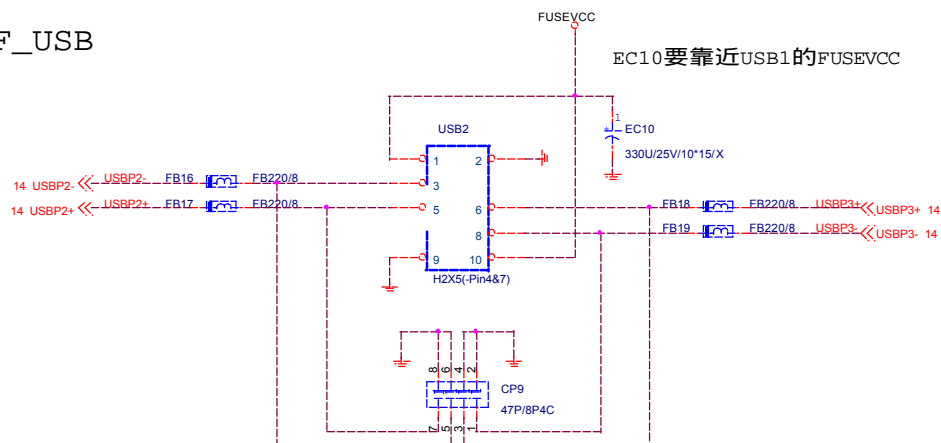 FUSEVCC
F_USB
EC10要靠近USB1的FUSEVCC
1
EC10
330U/25V/10*15/X
USB2
1 2
3
5 6
8
9 10
H2X5(-Pin4&7)
14 USBP2- USBP2- FB16 FB220/8
14 USBP2+ USBP2+ FB17 FB220/8
FB18 FB220/8 USBP3+ USBP3+ 14
FB19 FB220/8 USBP3- USBP3- 14
8 6 4 2
CP9
47P/8P4C
7 5 3 1